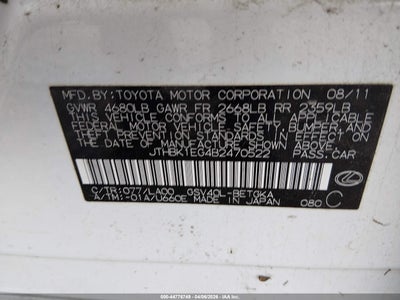 MFD. BY: TOYOTA MOTOR CORPORATION 08/11
GVWR 4680LB GAWR FR 2668LB RR 2359LB
THIS VEHICLE CONFORMS TO ALL APPLICABLE
FEDERAL MOTOR VEHICLE SAFETY, BUMPER, AND
THEFT PREVENTION STANDARDS IN EFFECT ON
THE DATE OF MANUFACTURE SHOWN ABOVE.
JTHBK1EG4B2470522 PASS.CAR
C/TR:077/LA00 GSV40L-BETGKA
A/TM:-01A/U660E MADE IN JAPAN 080 C